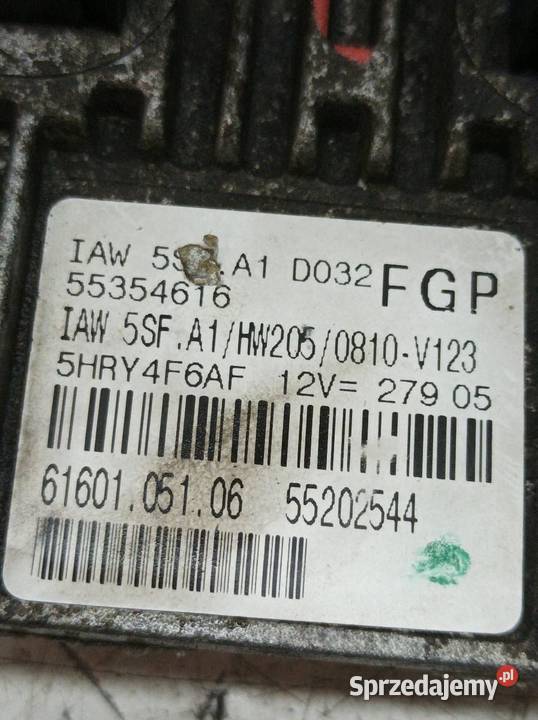 IAW .A1 D032 FGP
55354616
IAW 5SF.A1/HW205/0810-V123
5HRY4F6AF 12V= 279 05
61601.051.06 55202544
Sprzedajemy.pl